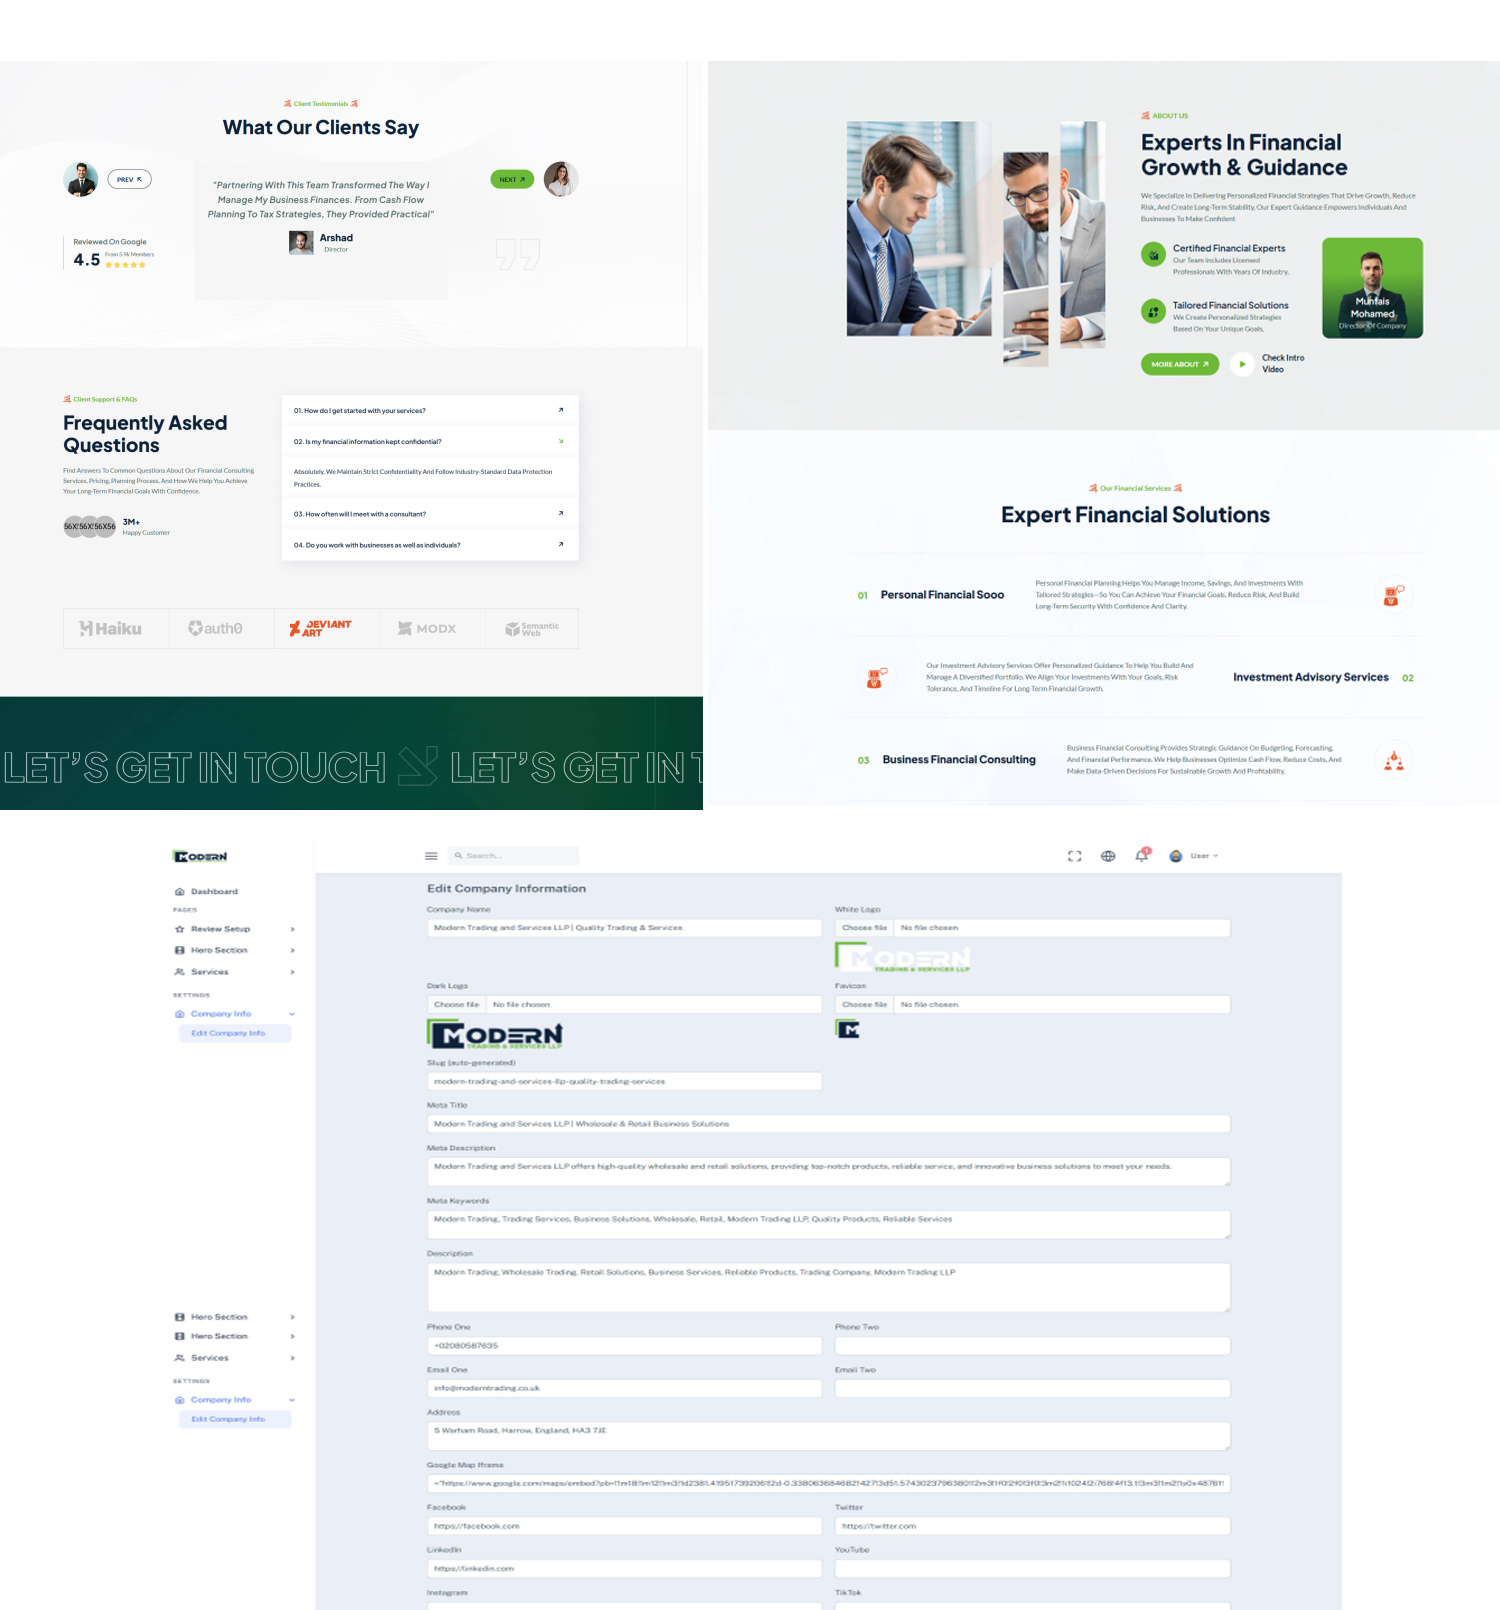 Client Testimonials
What Our Clients Say
PREV
"Partnering With This Team Transformed The Way I
Manage My Business Finances. From Cash Flow
Planning To Tax Strategies, They Provided Practical"
NEXT
Arshad
Director
Reviewed On Google
4.5
From 5.9k Members
Client Support & FAQs
Frequently Asked
Questions
Find Answers To Common Questions About Our Financial Consulting
Services, Pricing, Planning Process, And How We Help You Achieve
Your Long-Term Financial Goals With Confidence.
56X56X56X56
3M+
Happy Customer
01. How do I get started with your services?
02. Is my financial information kept confidential?
Absolutely. We Maintain Strict Confidentiality And Follow Industry-Standard Data Protection
Practices.
03. How often will I meet with a consultant?
04. Do you work with businesses as well as individuals?
Haiku
auth0
DEVIANT
ART
MODX
Semantic
Web
LET'S GET IN TOUCH LET'S GET IN T
ABOUT US
Experts In Financial
Growth & Guidance
We Specialize In Delivering Personalized Financial Strategies That Drive Growth, Reduce
Risk, And Create Long-Term Stability. Our Expert Guidance Empowers Individuals And
Businesses To Make Confident
Certified Financial Experts
Our Team Includes Licensed
Professionals With Years Of Industry.
Tailored Financial Solutions
We Create Personalized Strategies
Based On Your Unique Goals,
Munfais
Mohamed
Director Of Company
MORE ABOUT
Check Intro
Video
Our Financial Services
Expert Financial Solutions
01 Personal Financial Sooo
Personal Financial Planning Helps You Manage Income, Savings, And Investments With
Tailored Strategies—So You Can Achieve Your Financial Goals, Reduce Risk, And Build
Long-Term Security With Confidence And Clarity.
Our Investment Advisory Services Offer Personalized Guidance To Help You Build And
Manage A Diversified Portfolio. We Align Your Investments With Your Goals, Risk
Tolerance, And Timeline For Long-Term Financial Growth.
Investment Advisory Services 02
03 Business Financial Consulting
Business Financial Consulting Provides Strategic Guidance On Budgeting, Forecasting,
And Financial Performance. We Help Businesses Optimize Cash Flow, Reduce Costs, And
Make Data-Driven Decisions For Sustainable Growth And Profitability.
MODERN
Search...
1
User
Dashboard
PAGES
Review Setup
Hero Section
Services
SETTINGS
Company Info
Edit Company Info
Hero Section
Hero Section
Services
SETTINGS
Company Info
Edit Company Info
Edit Company Information
Company Name
Modern Trading and Services LLP | Quality Trading & Services
White Logo
Choose file No file chosen
MODERN
TRADING & SERVICES LLP
Dark Logo
Choose file No file chosen
MODERN
TRADING & SERVICES LLP
Favicon
Choose file No file chosen
M
Slug (auto-generated)
modern-trading-and-services-llp-quality-trading-services
Meta Title
Modern Trading and Services LLP | Wholesale & Retail Business Solutions
Meta Description
Modern Trading and Services LLP offers high-quality wholesale and retail solutions, providing top-notch products, reliable service, and innovative business solutions to meet your needs.
Meta Keywords
Modern Trading, Trading Services, Business Solutions, Wholesale, Retail, Modern Trading LLP, Quality Products, Reliable Services
Description
Modern Trading, Wholesale Trading, Retail Solutions, Business Services, Reliable Products, Trading Company, Modern Trading LLP
Phone One
+02080587635
Phone Two
Email One
info@moderntrading.co.uk
Email Two
Address
5 Warham Road, Harrow, England, HA3 7JE
Google Map Iframe
Facebook
https://facebook.com
Twitter
https://twitter.com
LinkedIn
https://linkedin.com
YouTube
Instagram
TikTok